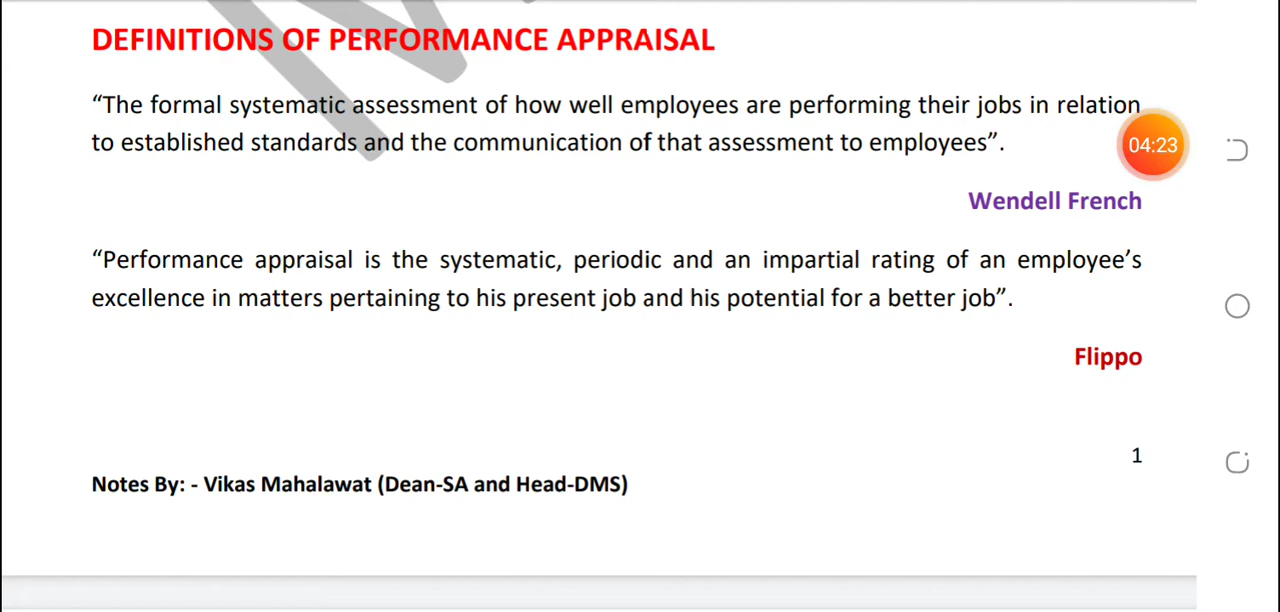 DEFINITIONS OF PERFORMANCE APPRAISAL
“The formal systematic assessment of how well employees are performing their jobs in relation
to established standards and the communication of that assessment to employees”.
04:23
Wendell French
“Performance appraisal is the systematic, periodic and an impartial rating of an employee’s
excellence in matters pertaining to his present job and his potential for a better job”.
Flippo
1
Notes By: - Vikas Mahalawat (Dean-SA and Head-DMS)